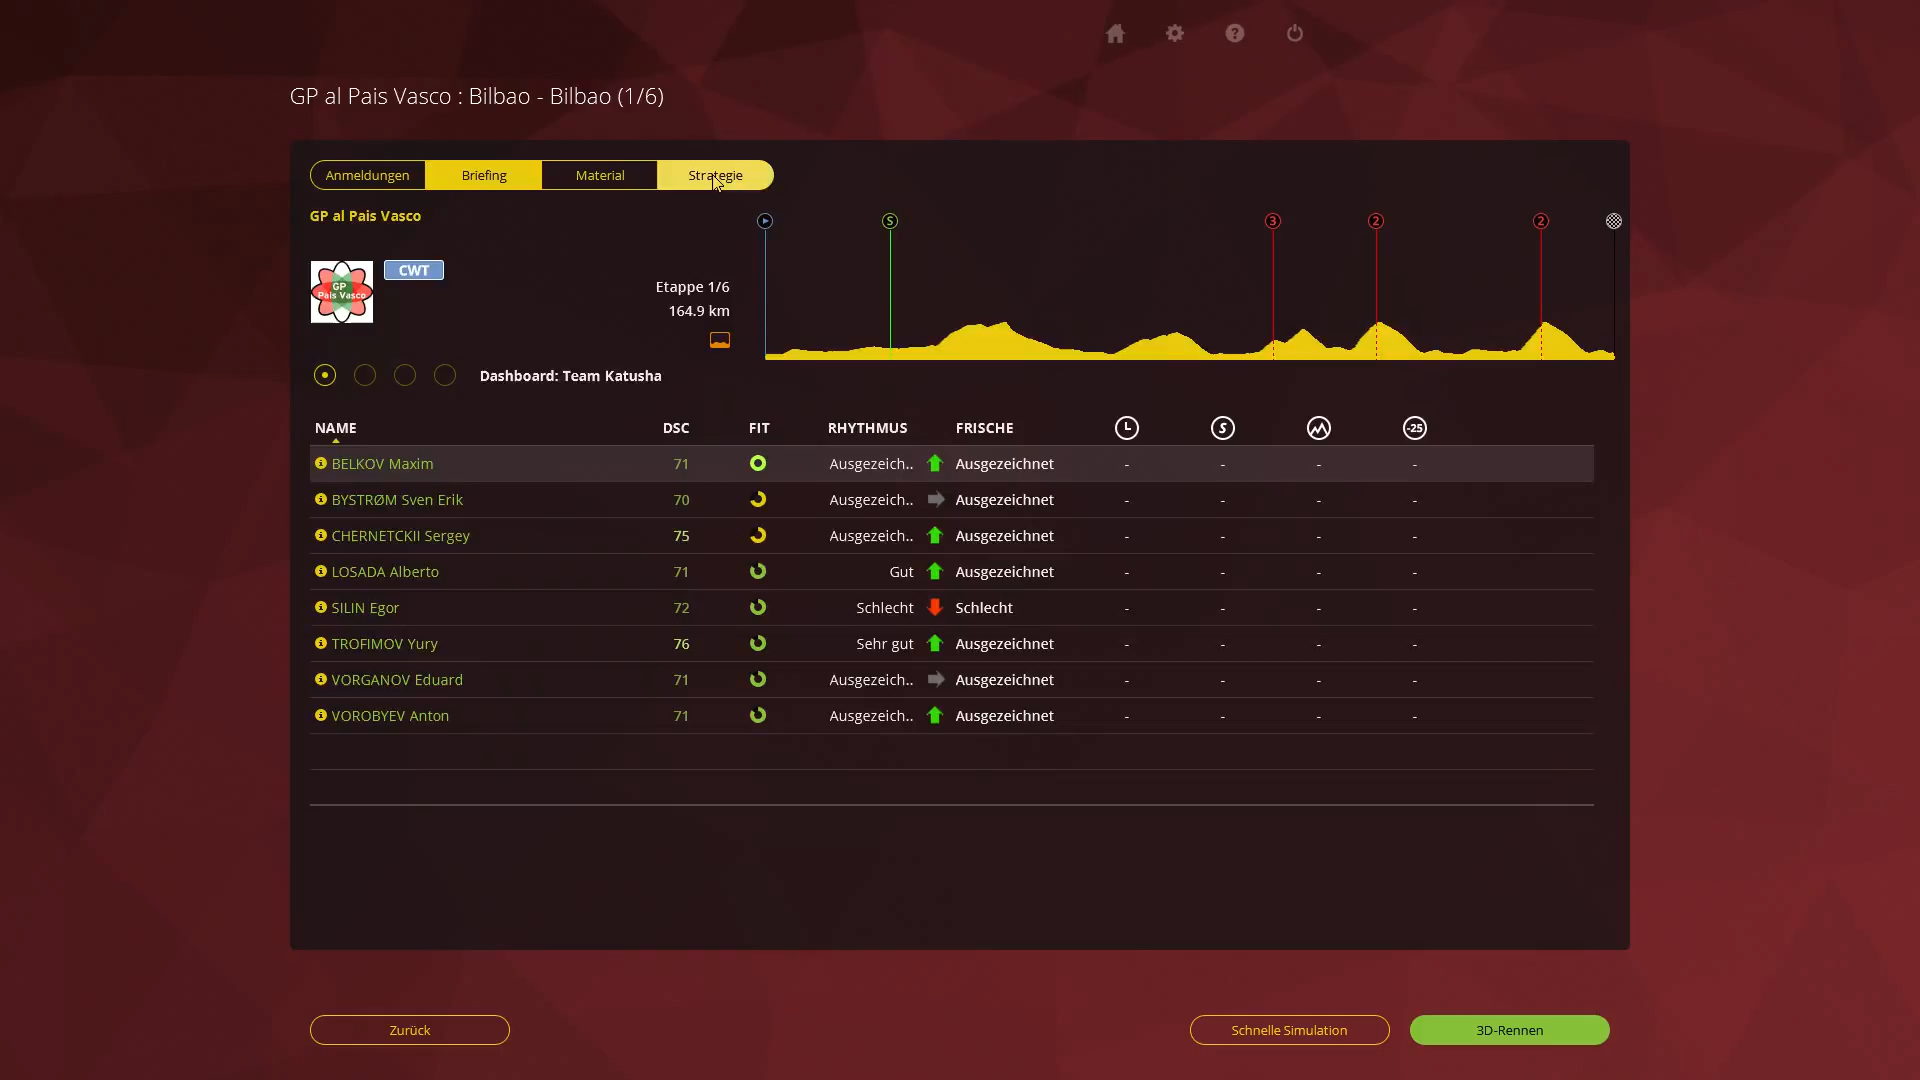 GP al Pais Vasco : Bilbao - Bilbao (1/6)
Anmeldungen Briefing Material Strategie
GP al Pais Vasco
S 3 2 2
GP
Pais Vasco
CWT
Etappe 1/6
164.9 km
Dashboard: Team Katusha
NAME DSC FIT RHYTHMUS FRISCHE S -25
BELKOV Maxim 71 Ausgezeich.. Ausgezeichnet - - - -
BYSTRØM Sven Erik 70 Ausgezeich.. Ausgezeichnet - - - -
CHERNETCKII Sergey 75 Ausgezeich.. Ausgezeichnet - - - -
LOSADA Alberto 71 Gut Ausgezeichnet - - - -
SILIN Egor 72 Schlecht Schlecht - - - -
TROFIMOV Yury 76 Sehr gut Ausgezeichnet - - - -
VORGANOV Eduard 71 Ausgezeich.. Ausgezeichnet - - - -
VOROBYEV Anton 71 Ausgezeich.. Ausgezeichnet - - - -
Zurück Schnelle Simulation 3D-Rennen